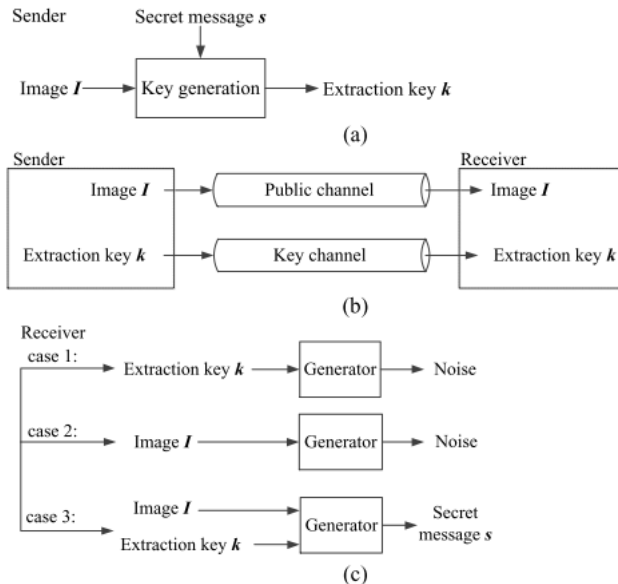 Sender
Secret message s
Image I
Key generation
Extraction key k
(a)
Sender
Receiver
Image I
Public channel
Image I
Extraction key k
Key channel
Extraction key k
(b)
Receiver
case 1:
Extraction key k
Generator
Noise
case 2:
Image I
Generator
Noise
case 3:
Image I
Extraction key k
Generator
Secret
message s
(c)